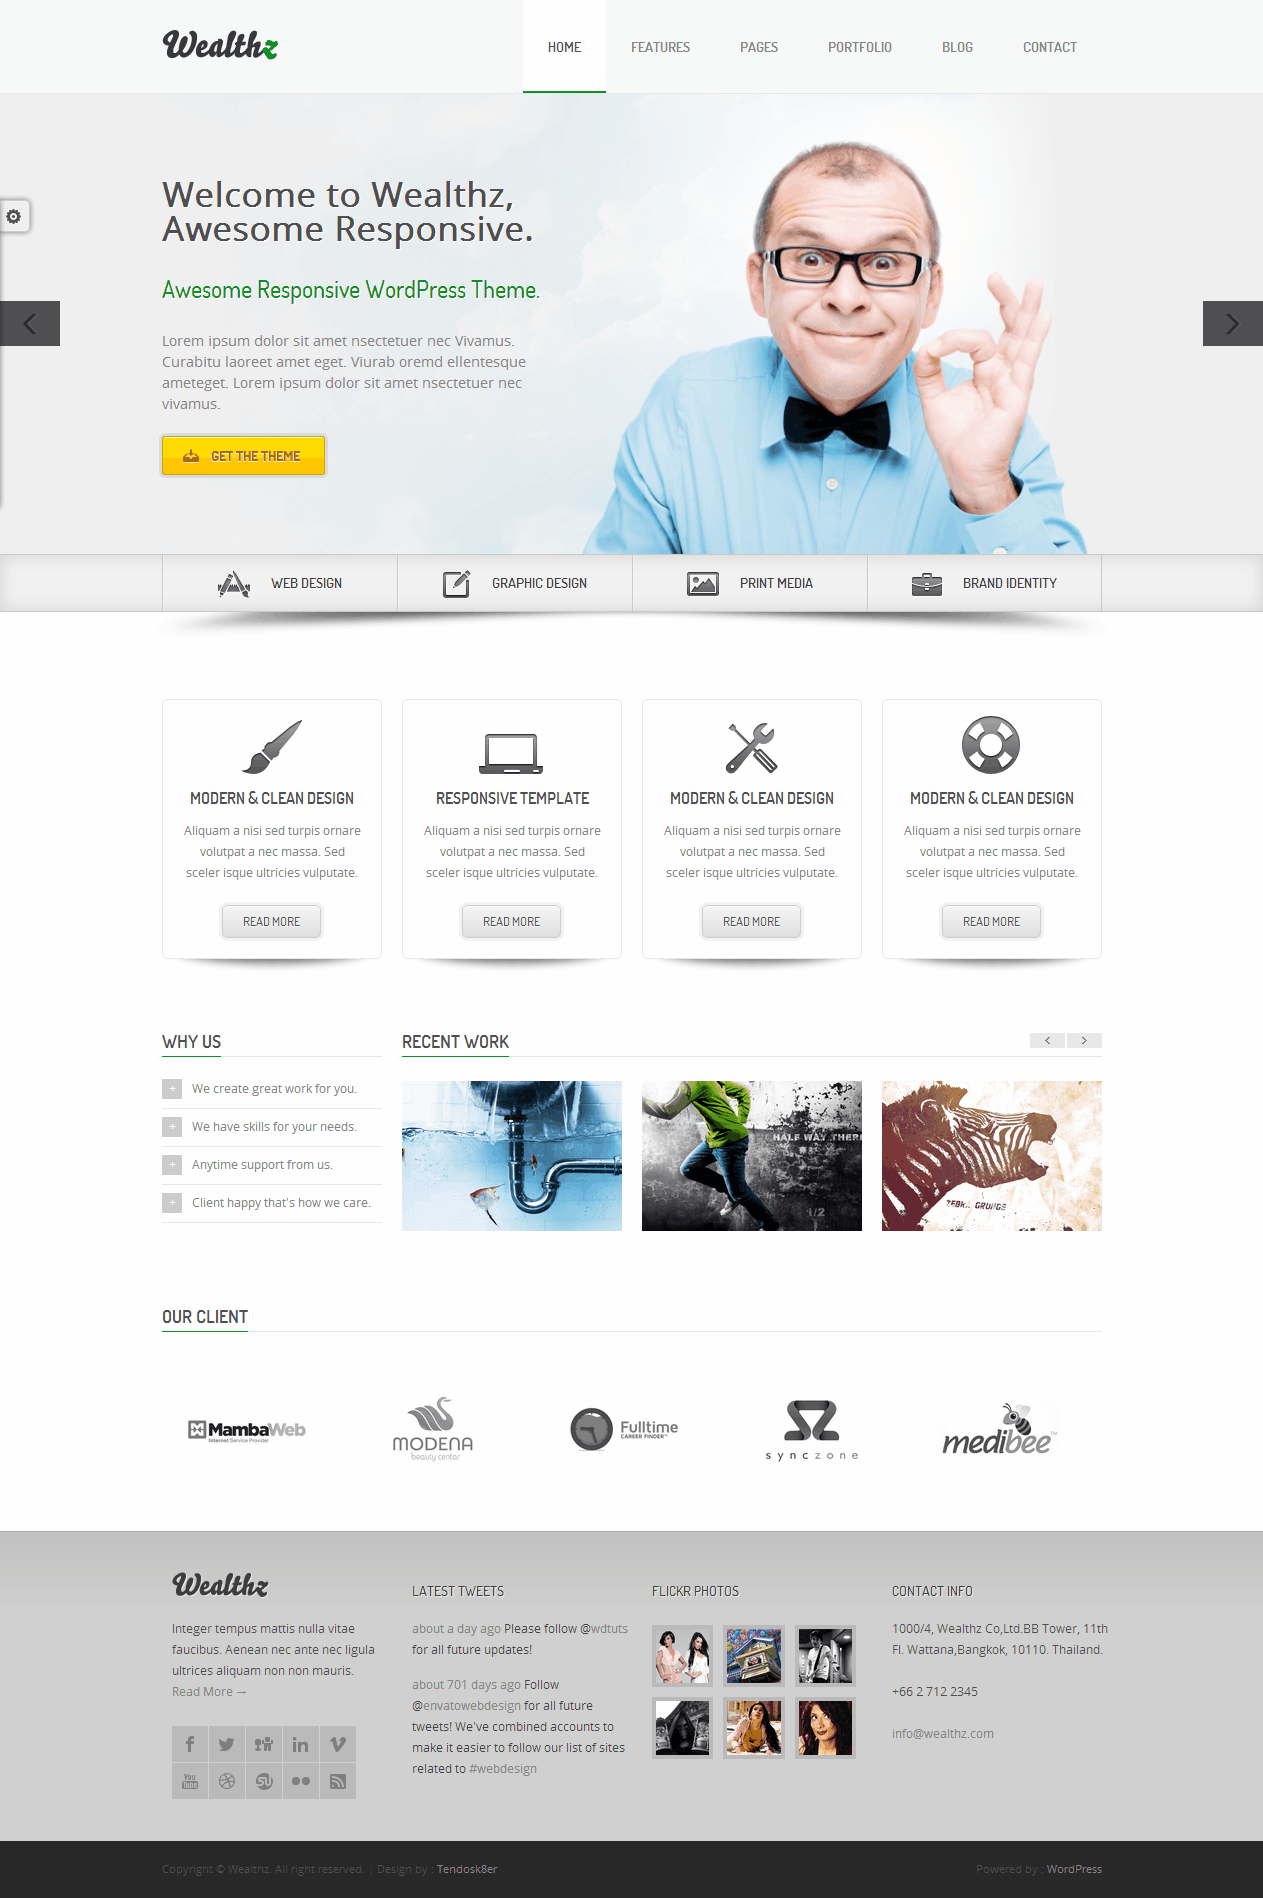 Wealthz
HOME FEATURES PAGES PORTFOLIO BLOG CONTACT
Welcome to Wealthz,
Awesome Responsive.
Awesome Responsive WordPress Theme.
Lorem ipsum dolor sit amet nsectetuer nec Vivamus.
Curabitu laoreet amet eget. Viurab oremd ellentesque
ameteget. Lorem ipsum dolor sit amet nsectetuer nec
vivamus.
GET THE THEME
WEB DESIGN GRAPHIC DESIGN PRINT MEDIA BRAND IDENTITY
MODERN & CLEAN DESIGN
Aliquam a nisi sed turpis ornare
volutpat a nec massa. Sed
sceler isque ultricies vulputate.
READ MORE
RESPONSIVE TEMPLATE
Aliquam a nisi sed turpis ornare
volutpat a nec massa. Sed
sceler isque ultricies vulputate.
READ MORE
MODERN & CLEAN DESIGN
Aliquam a nisi sed turpis ornare
volutpat a nec massa. Sed
sceler isque ultricies vulputate.
READ MORE
MODERN & CLEAN DESIGN
Aliquam a nisi sed turpis ornare
volutpat a nec massa. Sed
sceler isque ultricies vulputate.
READ MORE
WHY US
+ We create great work for you.
+ We have skills for your needs.
+ Anytime support from us.
+ Client happy that's how we care.
RECENT WORK
< >
HALF WAY THER
1/2
ZEBRA GRUNGE
OUR CLIENT
MambaWeb
Internet Service Provider
MODENA
beauty center
Fulltime
CAREER FINDER™
synczone
medibee™
Wealthz
Integer tempus mattis nulla vitae
faucibus. Aenean nec ante nec ligula
ultrices aliquam non non mauris.
Read More →
You
Tube
LATEST TWEETS
about a day ago Please follow @wdtuts
for all future updates!
about 701 days ago Follow
@envatowebdesign for all future
tweets! We've combined accounts to
make it easier to follow our list of sites
related to #webdesign
FLICKR PHOTOS
CONTACT INFO
1000/4, Wealthz Co,Ltd.BB Tower, 11th
Fl. Wattana,Bangkok, 10110. Thailand.
+66 2 712 2345
info@wealthz.com
Copyright © Wealthz. All right reserved. | Design by : Tendosk8er
Powered by : WordPress